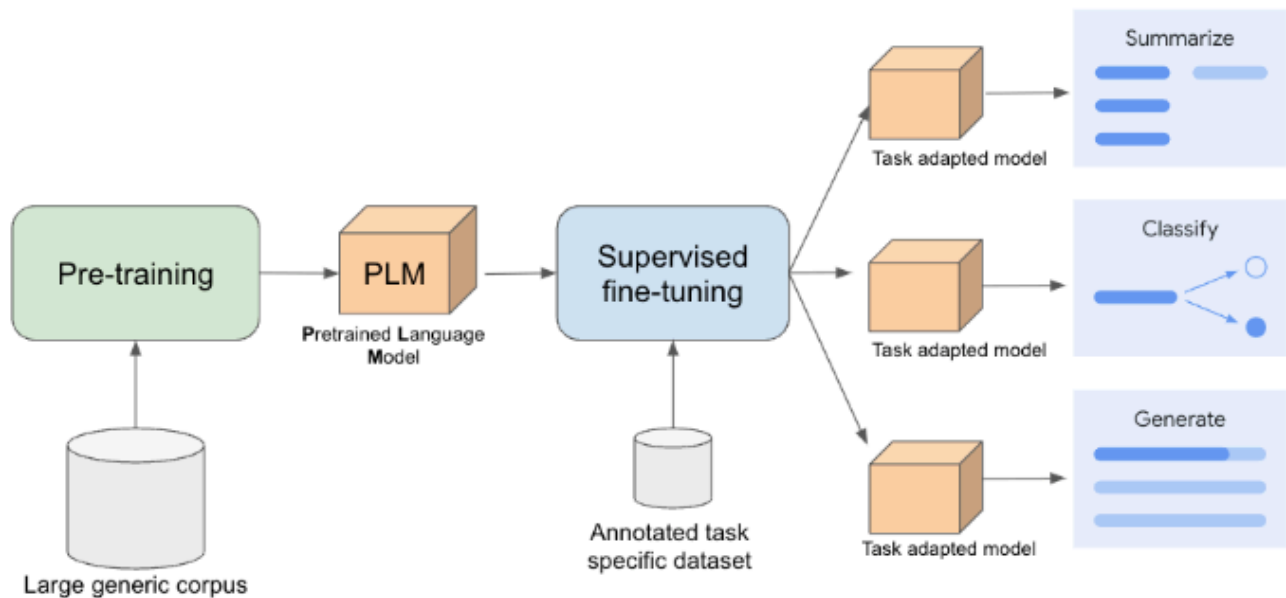 Pre-training
PLM
Pretrained Language
Model
Large generic corpus
Supervised
fine-tuning
Annotated task
specific dataset
Task adapted model
Summarize
Task adapted model
Classify
Task adapted model
Generate